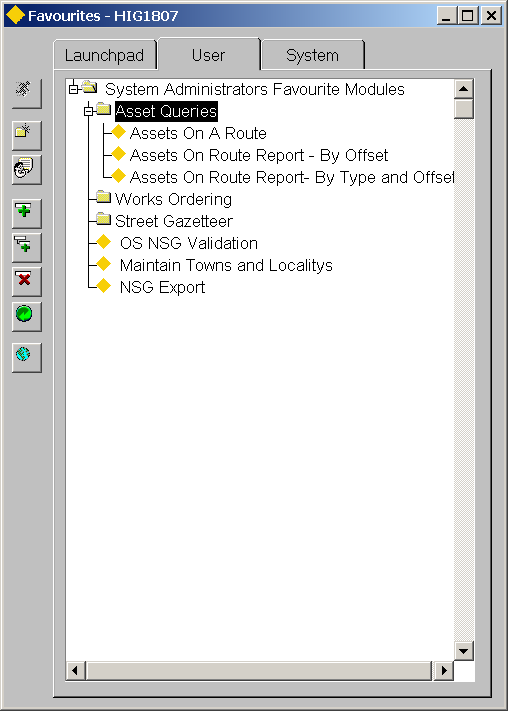 Favourites - HIG1807
Launchpad
User
System
System Administrators Favourite Modules
Asset Queries
Assets On A Route
Assets On Route Report - By Offset
Assets On Route Report- By Type and Offset
Works Ordering
Street Gazetteer
OS NSG Validation
Maintain Towns and Localitys
NSG Export